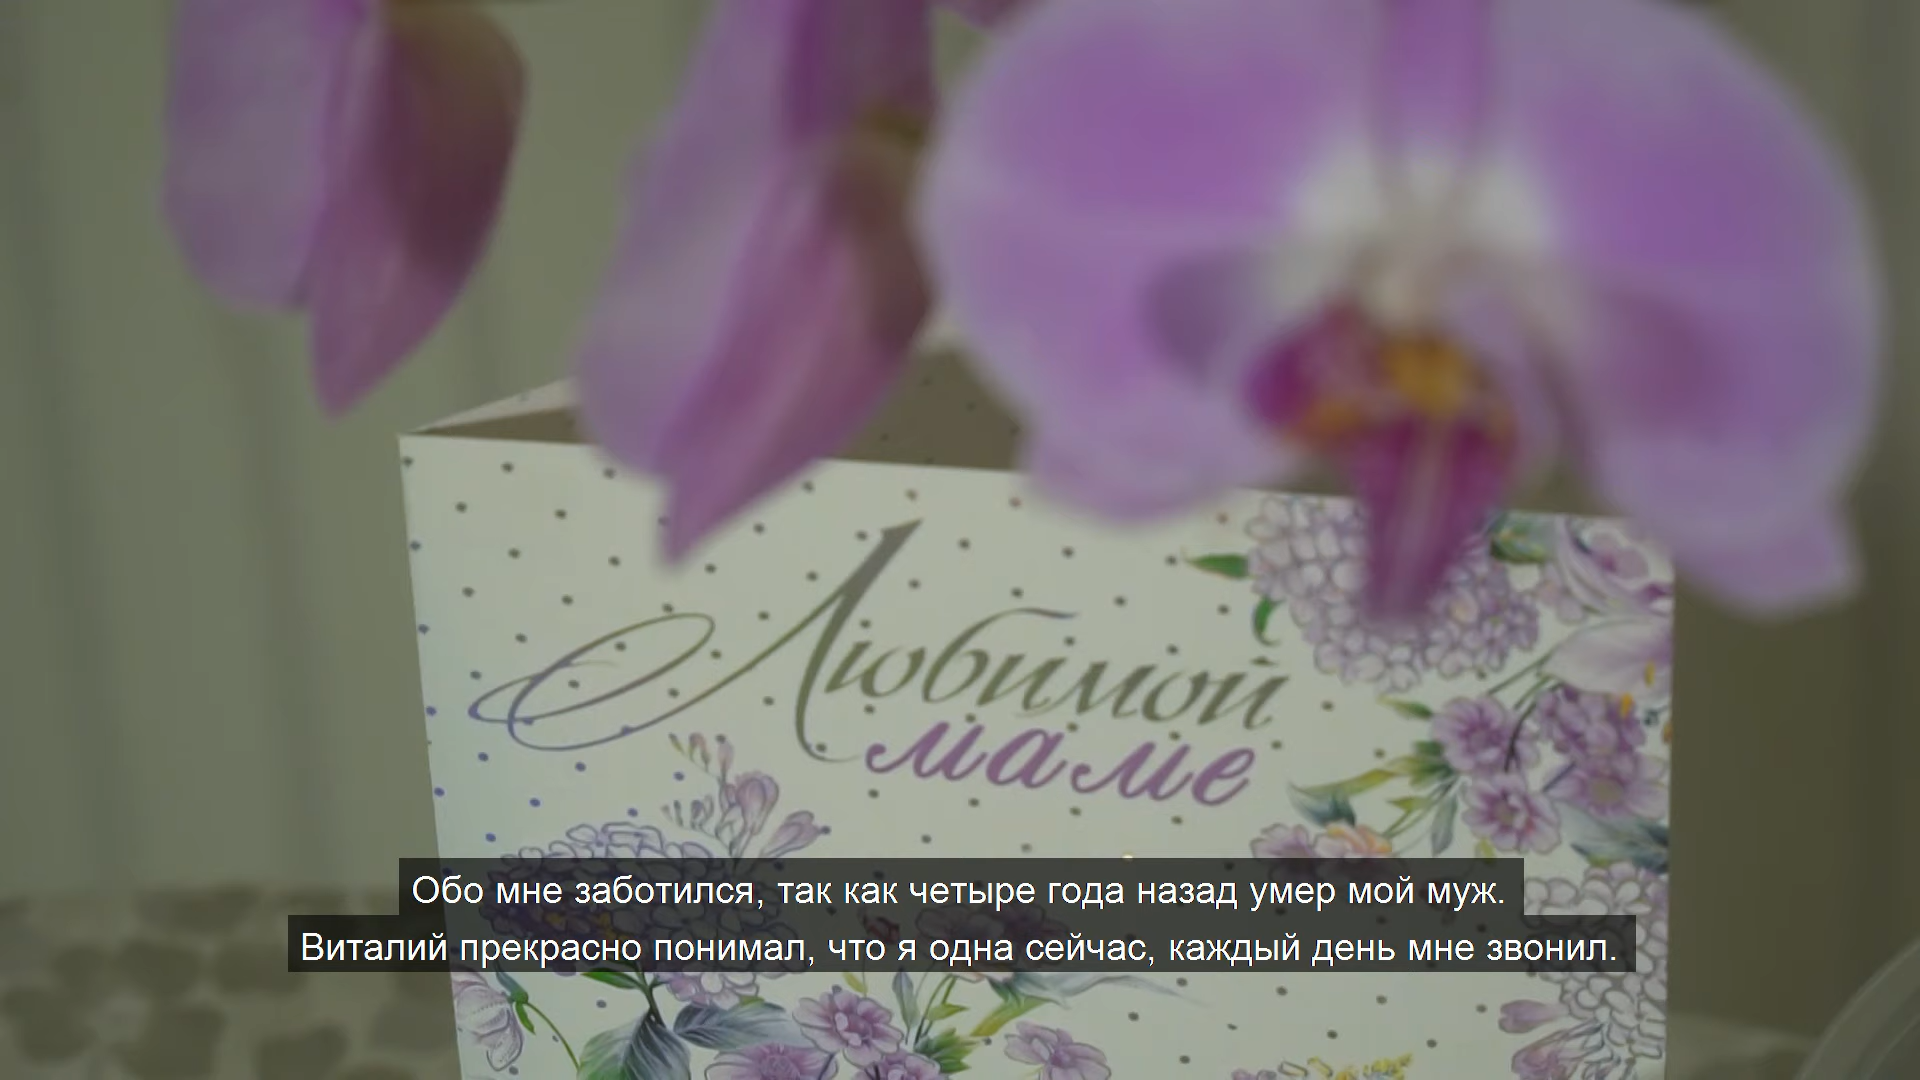 Любимой
маме
Обо мне заботился, так как четыре года назад умер мой муж.
Виталий прекрасно понимал, что я одна сейчас, каждый день мне звонил.